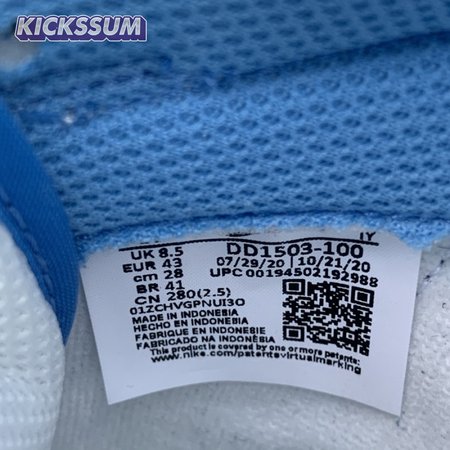 KICKSSUM
IY
UK 8.5 DD1503-100
EUR 43 07/29/20 10/21/20
cm 28 UPC 00194502192988
BR 41
CN 280(2.5)
01ZCHVGPNUI3O
MADE IN INDONESIA
HECHO EN INDONESIA
FABRIQUE EN INDONESIE
FABRICADO NA INDONÉSIA
This product is covered by one or more patents:
www.nike.com/patentsvirtualmarking